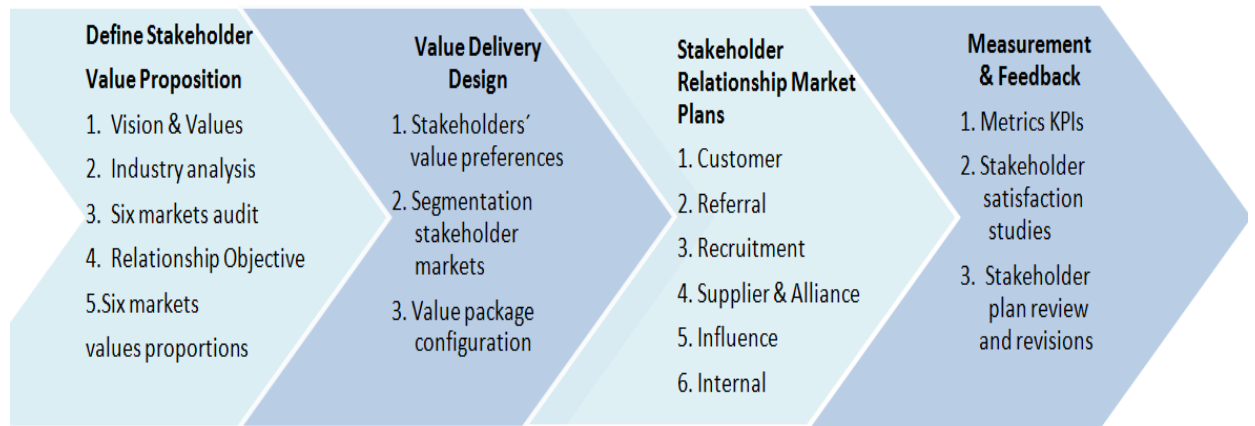 Define Stakeholder
Value Proposition
1. Vision & Values
2. Industry analysis
3. Six markets audit
4. Relationship Objective
5.Six markets
values proportions
Value Delivery
Design
1. Stakeholders´
value preferences
2. Segmentation
stakeholder
markets
3. Value package
configuration
Stakeholder
Relationship Market
Plans
1. Customer
2. Referral
3. Recruitment
4. Supplier & Alliance
5. Influence
6. Internal
Measurement
& Feedback
1. Metrics KPIs
2. Stakeholder
satisfaction
studies
3. Stakeholder
plan review
and revisions